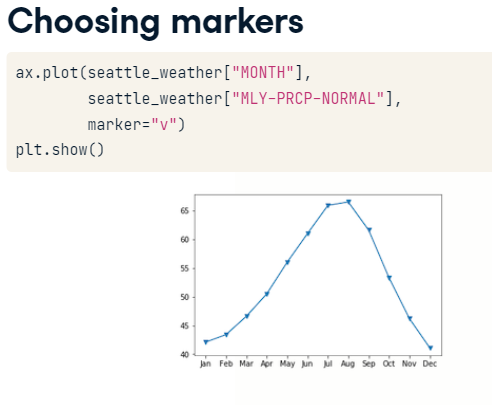 Choosing markers
ax.plot(seattle_weather["MONTH"],
seattle_weather["MLY-PRCP-NORMAL"],
marker="v")
plt.show()
65
60
55
50
45
40
Jan Feb Mar Apr May Jun Jul Aug Sep Oct Nov Dec